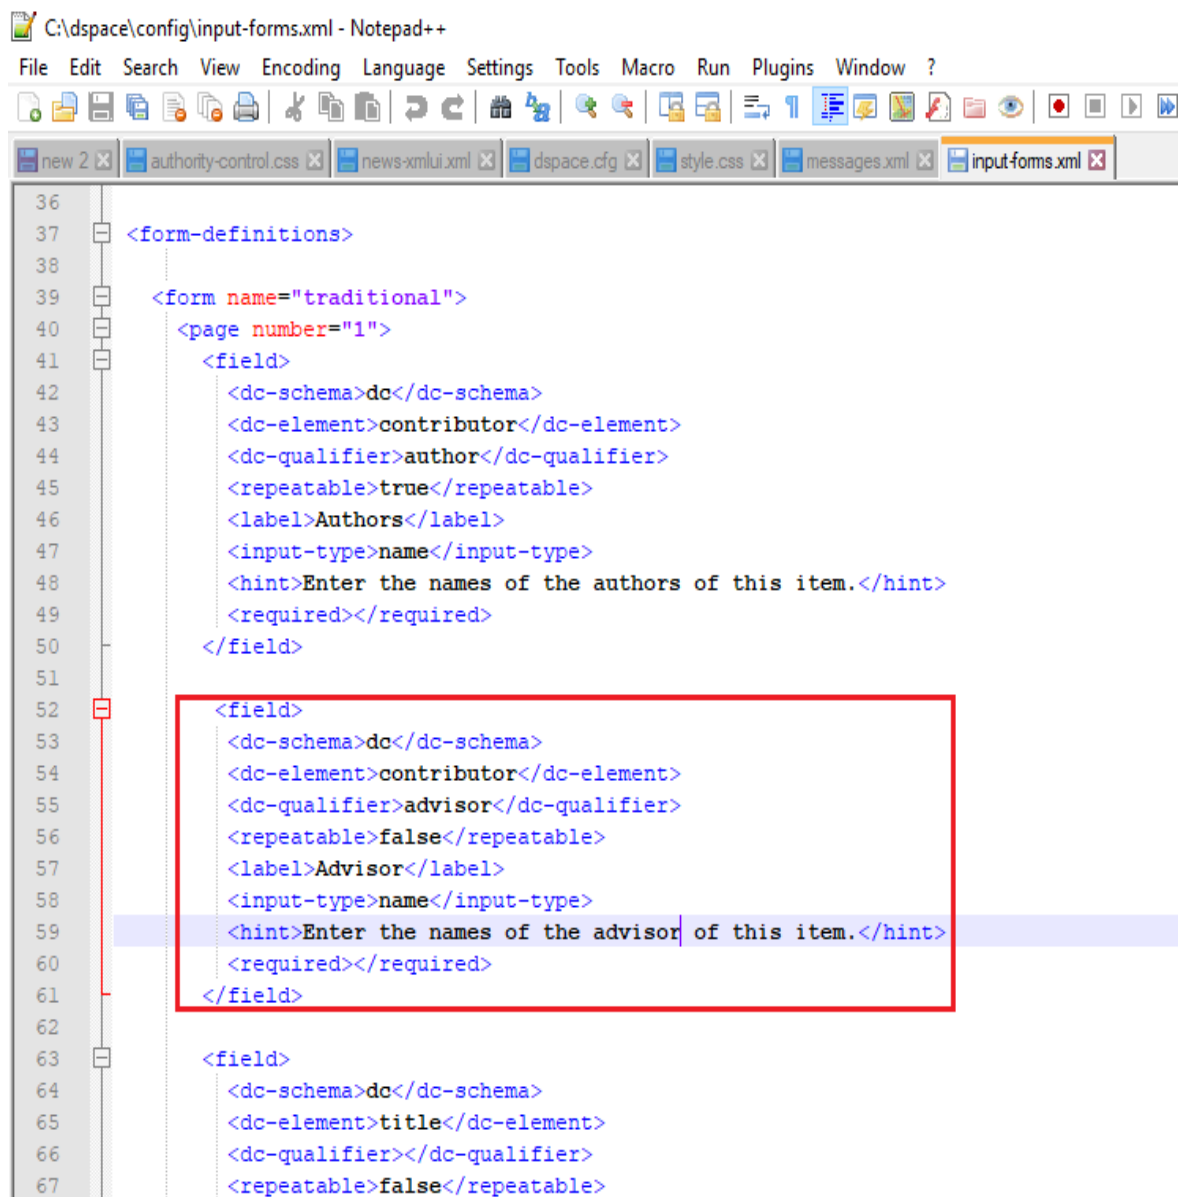 C:\dspace\config\input-forms.xml - Notepad++
File Edit Search View Encoding Language Settings Tools Macro Run Plugins Window ?
new 2 authority-control.css news-xmlui.xml dspace.cfg style.css messages.xml input-forms.xml
36
37 <form-definitions>
38
39 <form name="traditional">
40 <page number="1">
41 <field>
42 <dc-schema>dc</dc-schema>
43 <dc-element>contributor</dc-element>
44 <dc-qualifier>author</dc-qualifier>
45 <repeatable>true</repeatable>
46 <label>Authors</label>
47 <input-type>name</input-type>
48 <hint>Enter the names of the authors of this item.</hint>
49 <required></required>
50 </field>
51
52 <field>
53 <dc-schema>dc</dc-schema>
54 <dc-element>contributor</dc-element>
55 <dc-qualifier>advisor</dc-qualifier>
56 <repeatable>false</repeatable>
57 <label>Advisor</label>
58 <input-type>name</input-type>
59 <hint>Enter the names of the advisor of this item.</hint>
60 <required></required>
61 </field>
62
63 <field>
64 <dc-schema>dc</dc-schema>
65 <dc-element>title</dc-element>
66 <dc-qualifier></dc-qualifier>
67 <repeatable>false</repeatable>